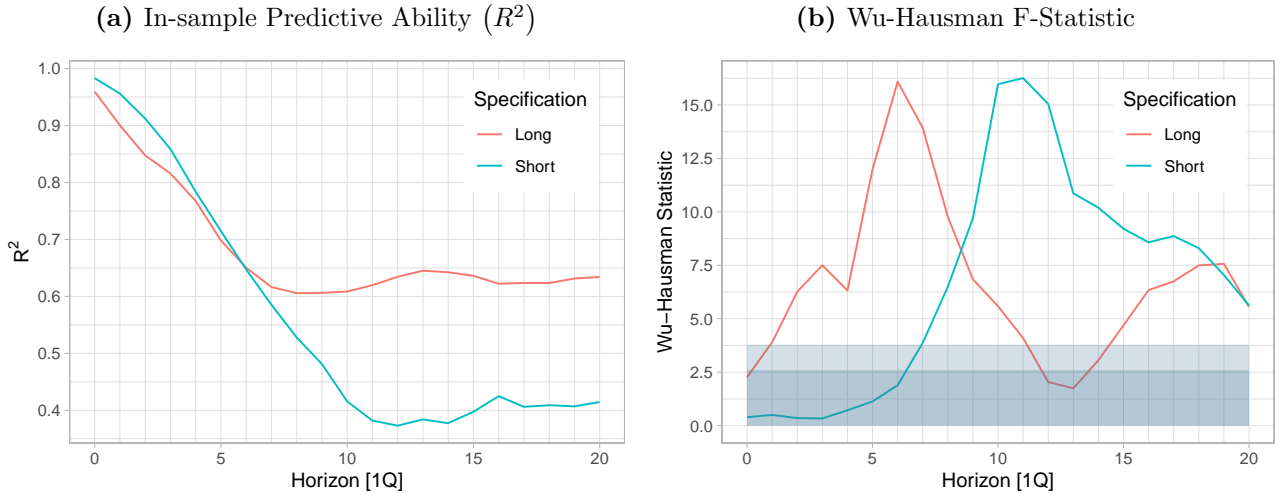 (a) In-sample Predictive Ability (R²)
1.0
0.9
0.8
0.7
0.6
0.5
0.4
R²
0
5
10
15
20
Horizon [1Q]
Specification
Long
Short
(b) Wu-Hausman F-Statistic
15.0
12.5
10.0
7.5
5.0
2.5
0.0
Wu−Hausman Statistic
0
5
10
15
20
Horizon [1Q]
Specification
Long
Short